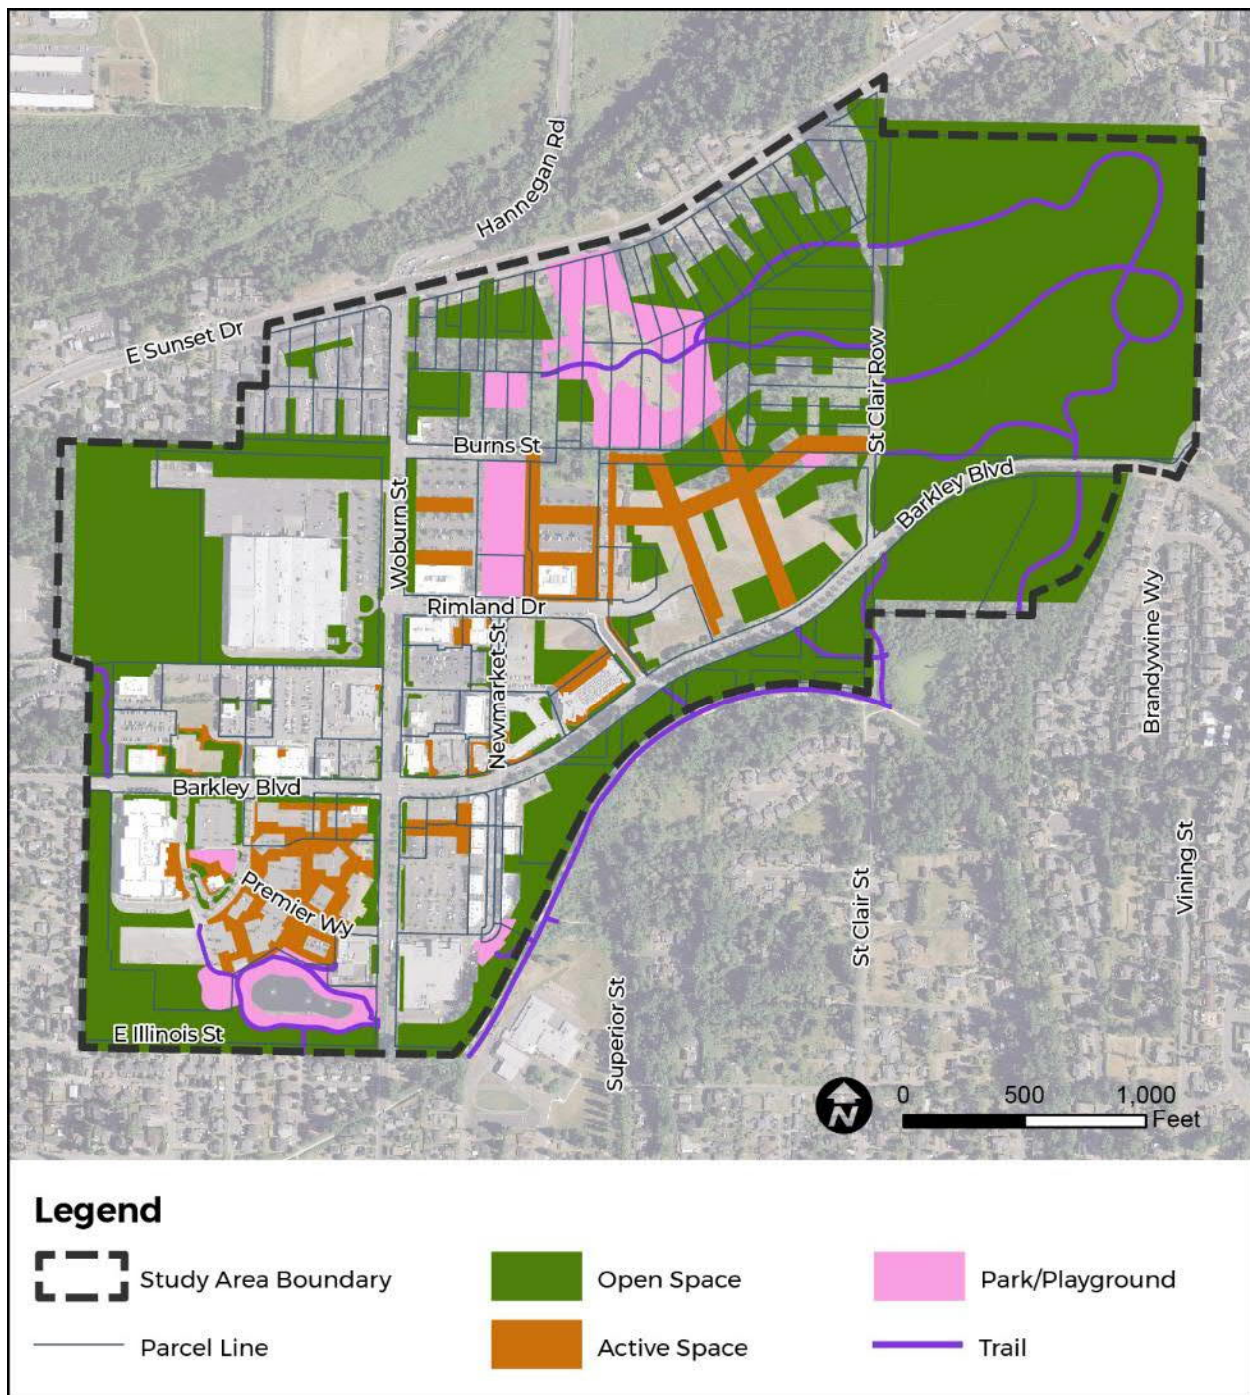 Hannegan Rd
E Sunset Dr
St Clair Row
Burns St
Barkley Blvd
Woburn St
Rimland Dr
Newmarket St
Brandywine Wy
Barkley Blvd
Premier Wy
Vining St
St Clair St
Superior St
E Illinois St
N
0 500 1,000
Feet
Legend
Study Area Boundary
Open Space
Park/Playground
Parcel Line
Active Space
Trail